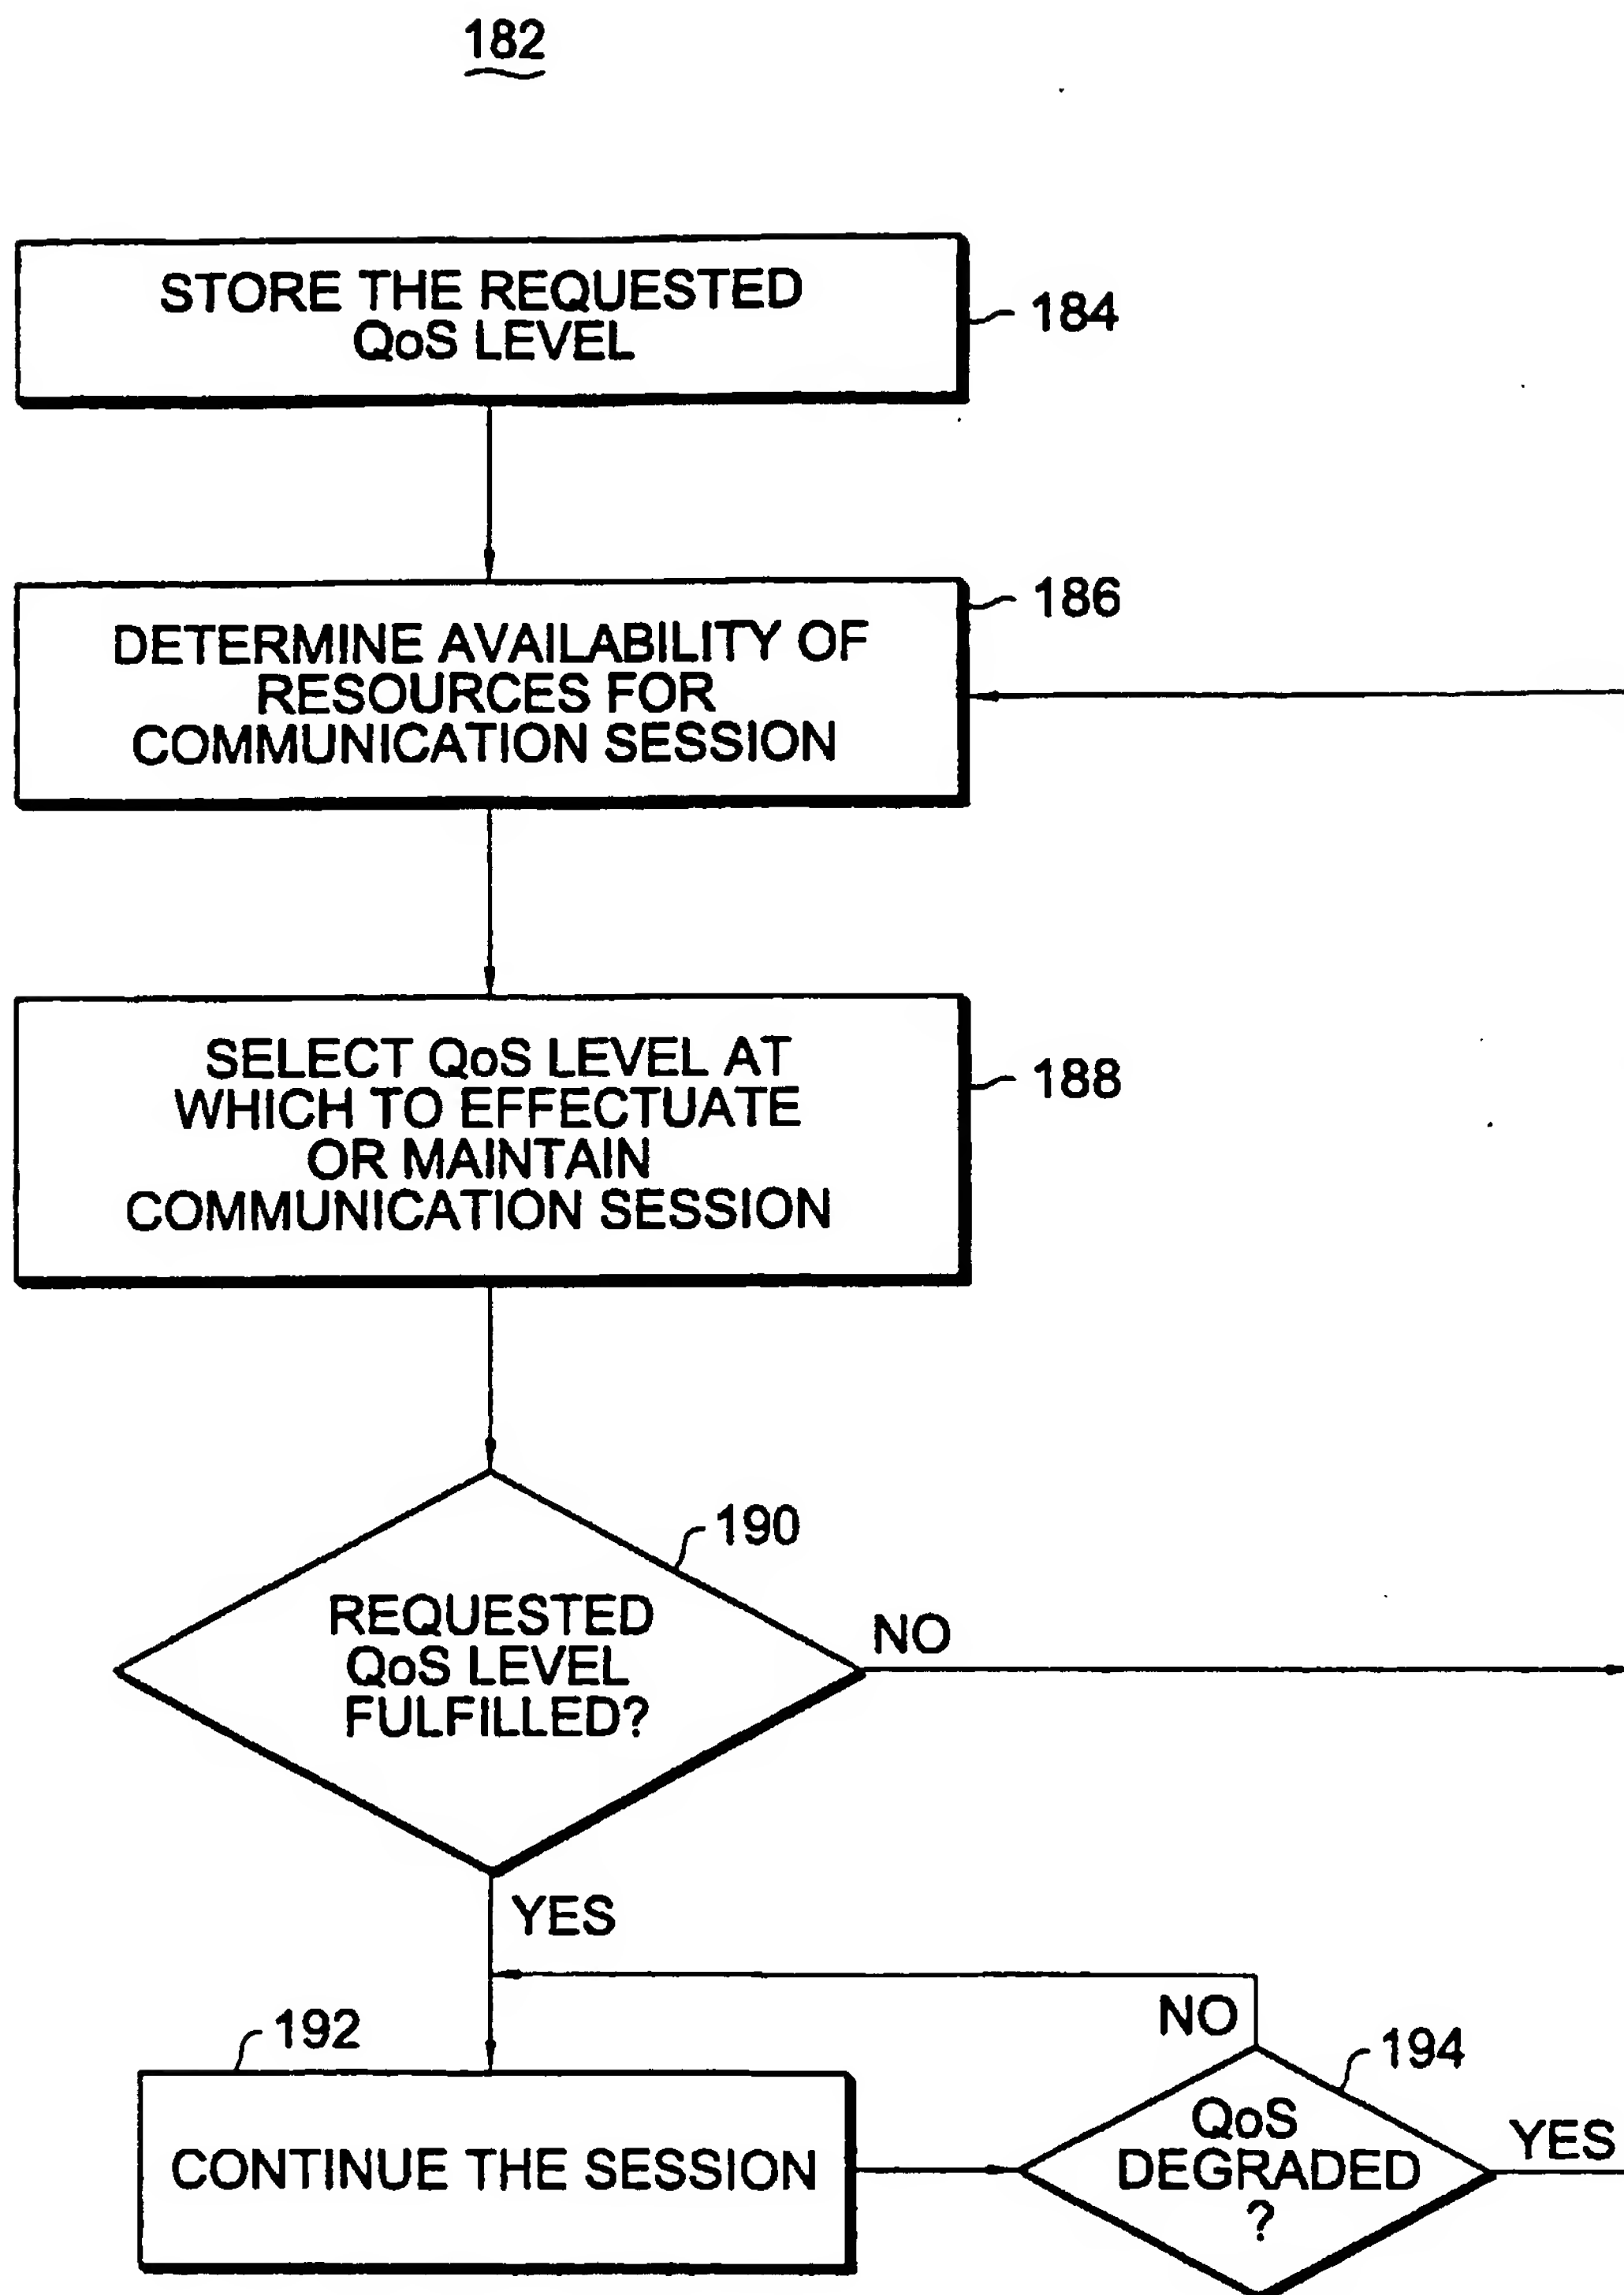 182
STORE THE REQUESTED
QoS LEVEL
184
DETERMINE AVAILABILITY OF
RESOURCES FOR
COMMUNICATION SESSION
186
SELECT QoS LEVEL AT
WHICH TO EFFECTUATE
OR MAINTAIN
COMMUNICATION SESSION
188
190
REQUESTED
QoS LEVEL
FULFILLED?
NO
YES
192
CONTINUE THE SESSION
NO
194
QoS
DEGRADED
?
YES